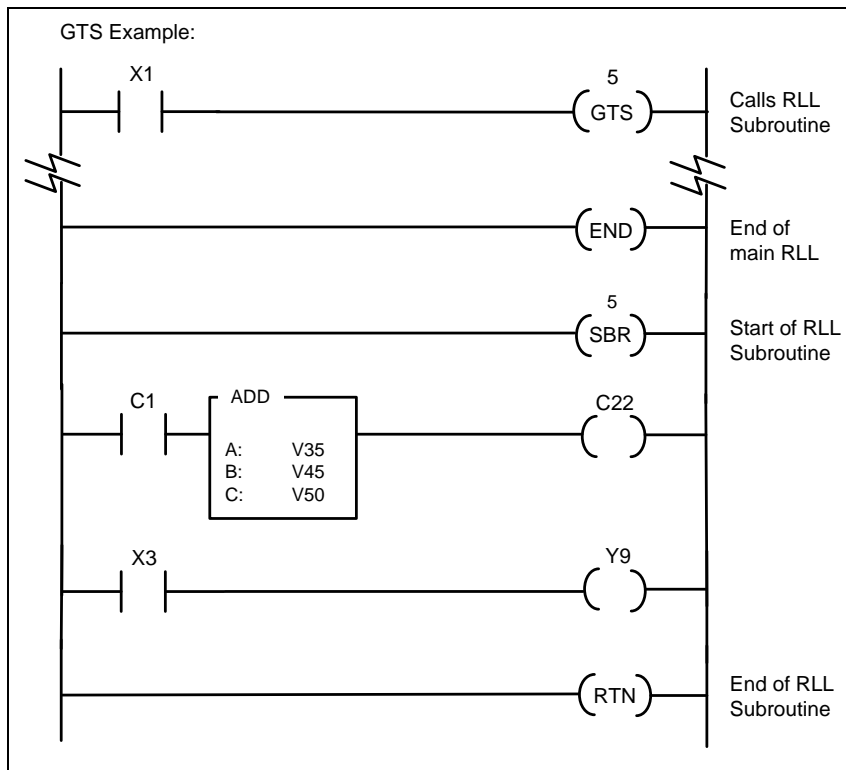 GTS Example:
X1
5
GTS
Calls RLL
Subroutine
END
End of
main RLL
5
SBR
Start of RLL
Subroutine
C1
ADD
A: V35
B: V45
C: V50
C22
X3
Y9
RTN
End of RLL
Subroutine